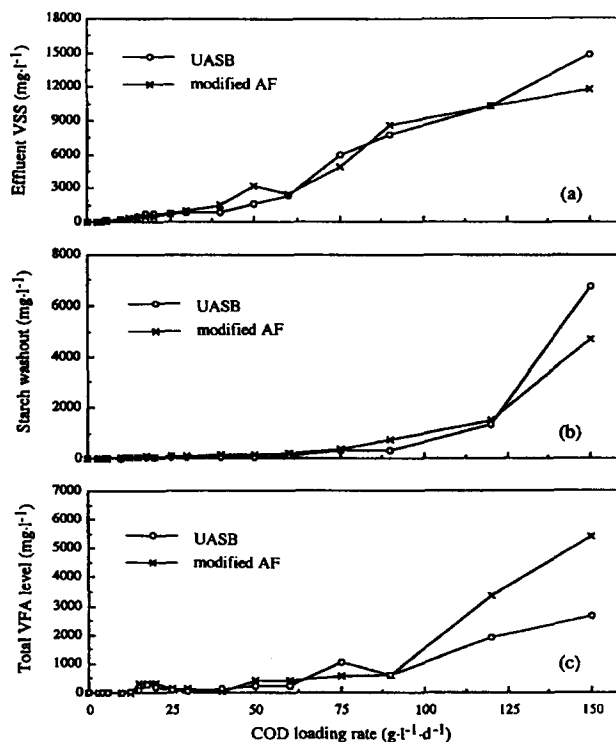 18000
15000
12000
9000
6000
3000
0
Effluent VSS (mg·l⁻¹)
UASB
modified AF
(a)
8000
6000
4000
2000
0
Starch washout (mg·l⁻¹)
UASB
modified AF
(b)
7000
6000
5000
4000
3000
2000
1000
0
Total VFA level (mg·l⁻¹)
UASB
modified AF
(c)
0 25 50 75 100 125 150
COD loading rate (g·l⁻¹·d⁻¹)